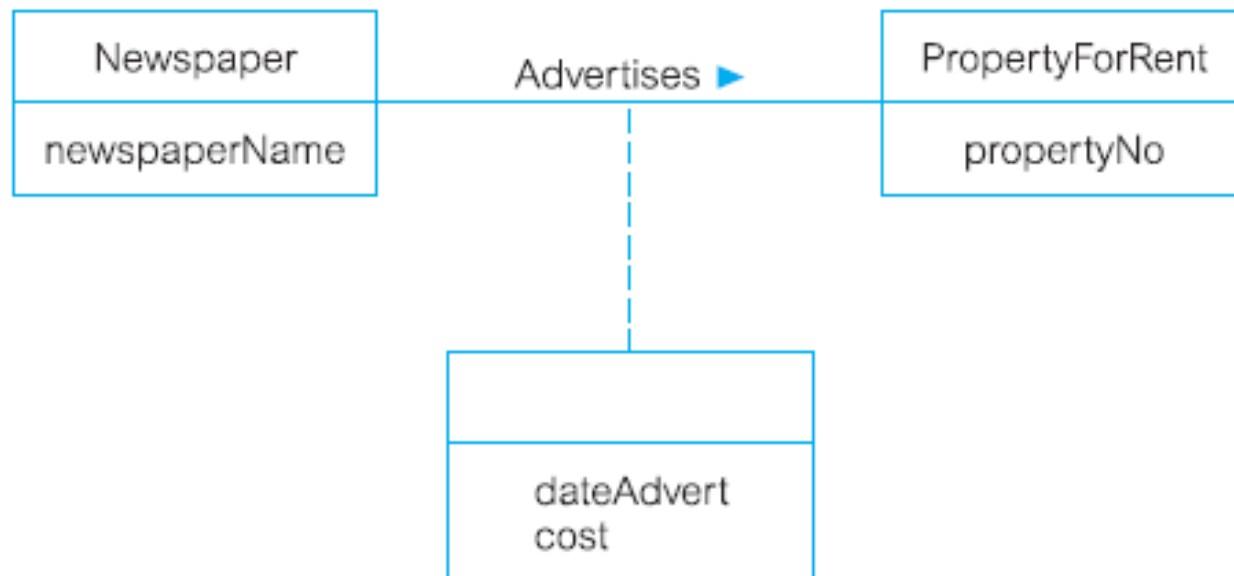 Newspaper
Advertises ►
PropertyForRent
newspaperName
propertyNo
dateAdvert
cost